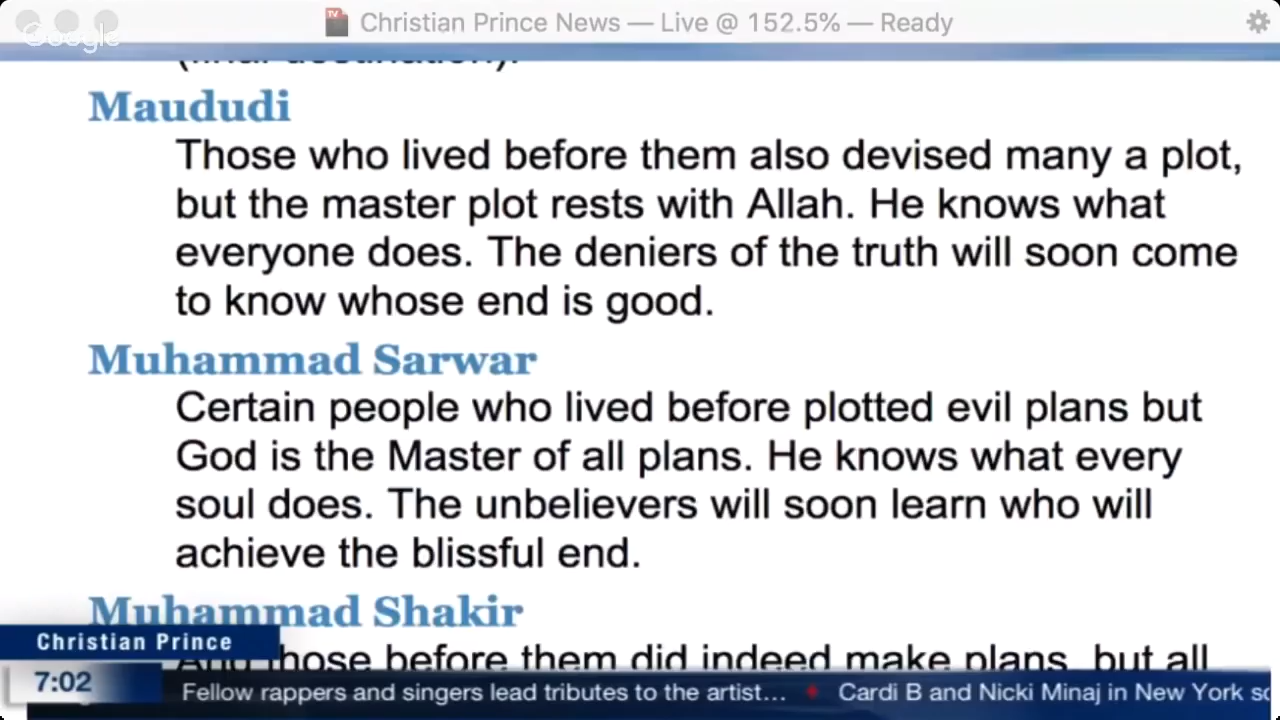 Christian Prince News — Live @ 152.5% — Ready
Google
(final destination).
Maududi
Those who lived before them also devised many a plot,
but the master plot rests with Allah. He knows what
everyone does. The deniers of the truth will soon come
to know whose end is good.
Muhammad Sarwar
Certain people who lived before plotted evil plans but
God is the Master of all plans. He knows what every
soul does. The unbelievers will soon learn who will
achieve the blissful end.
Muhammad Shakir
And those before them did indeed make plans, but all
Christian Prince
7:02
Fellow rappers and singers lead tributes to the artist... Cardi B and Nicki Minaj in New York